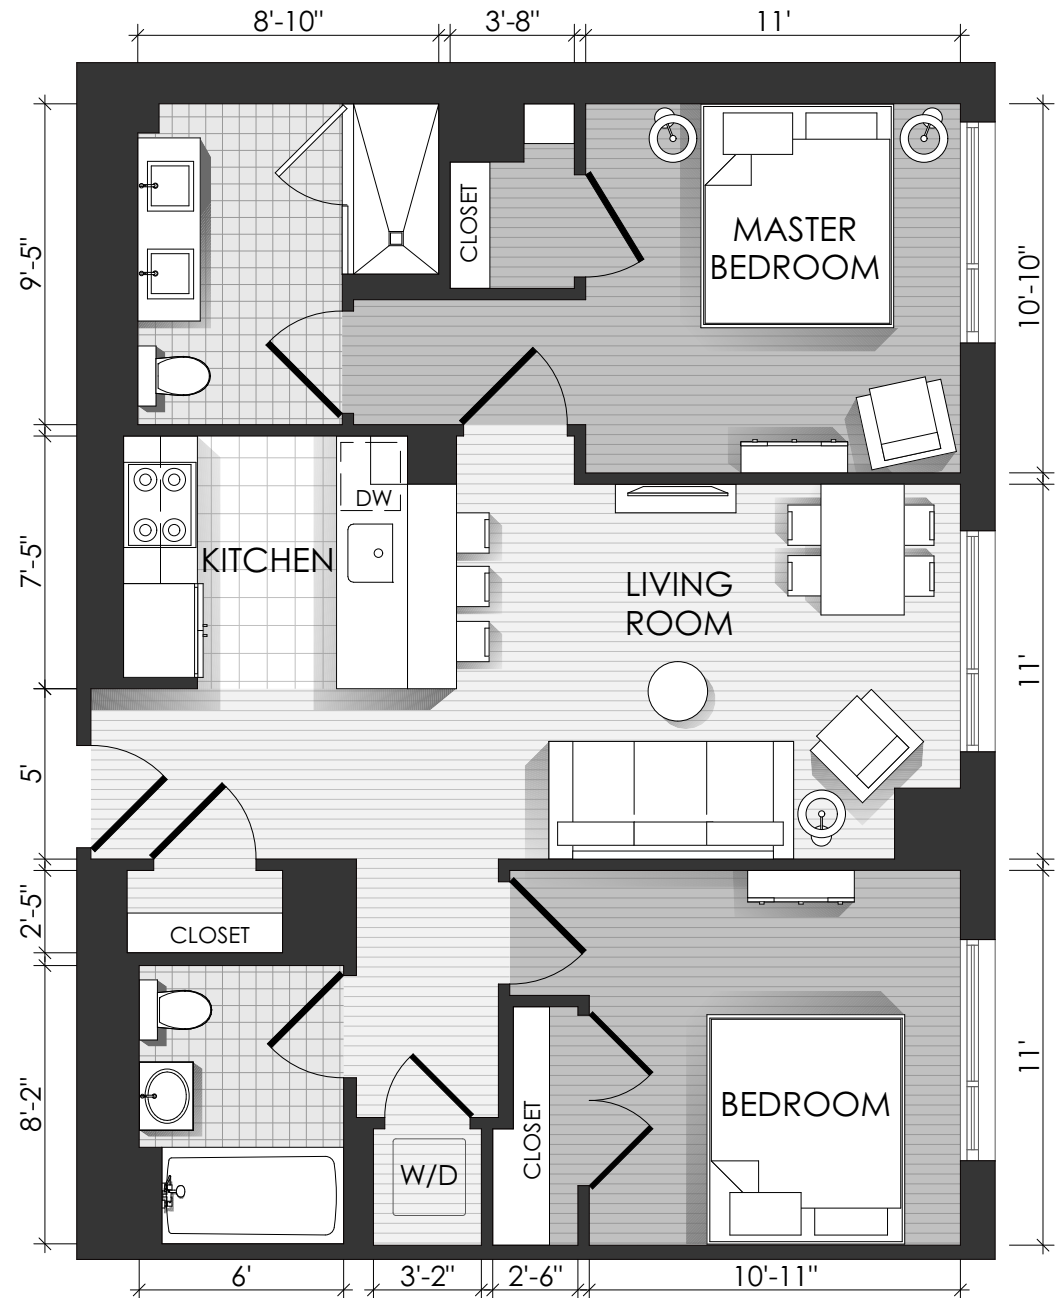 8'-10"
3'-8"
11'
9'-5"
CLOSET
MASTER
BEDROOM
10'-10"
DW
7'-5"
KITCHEN
LIVING
ROOM
11'
5'
2'-5"
CLOSET
8'-2"
W/D
CLOSET
BEDROOM
11'
6'
3'-2"
2'-6"
10'-11"